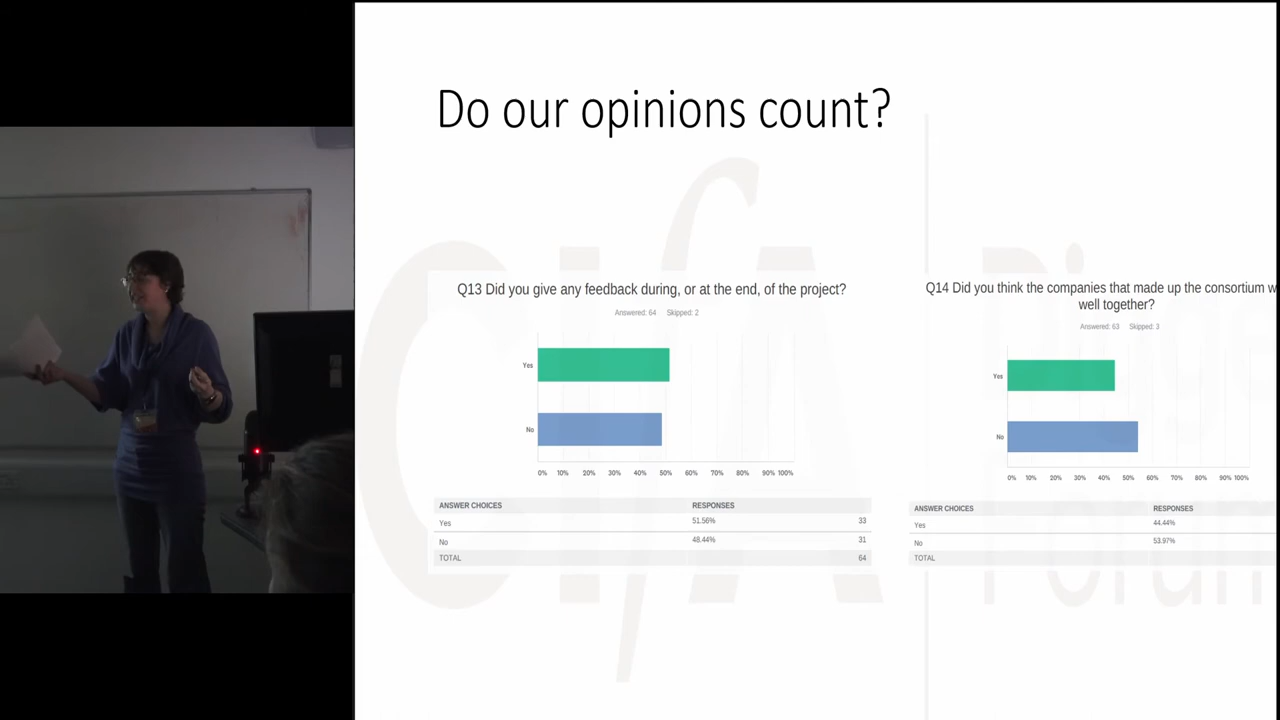 Do our opinions count?
Q13 Did you give any feedback during, or at the end, of the project?
Answered: 64 Skipped: 2
Yes
No
0% 10% 20% 30% 40% 50% 60% 70% 80% 90% 100%
ANSWER CHOICES RESPONSES
Yes 51.56% 33
No 48.44% 31
TOTAL 64
Q14 Did you think the companies that made up the consortium w
well together?
Answered: 63 Skipped: 3
Yes
No
0% 10% 20% 30% 40% 50% 60% 70% 80% 90% 100%
ANSWER CHOICES RESPONSES
Yes 44.44%
No 53.97%
TOTAL
CIfA
Diggers
Forum